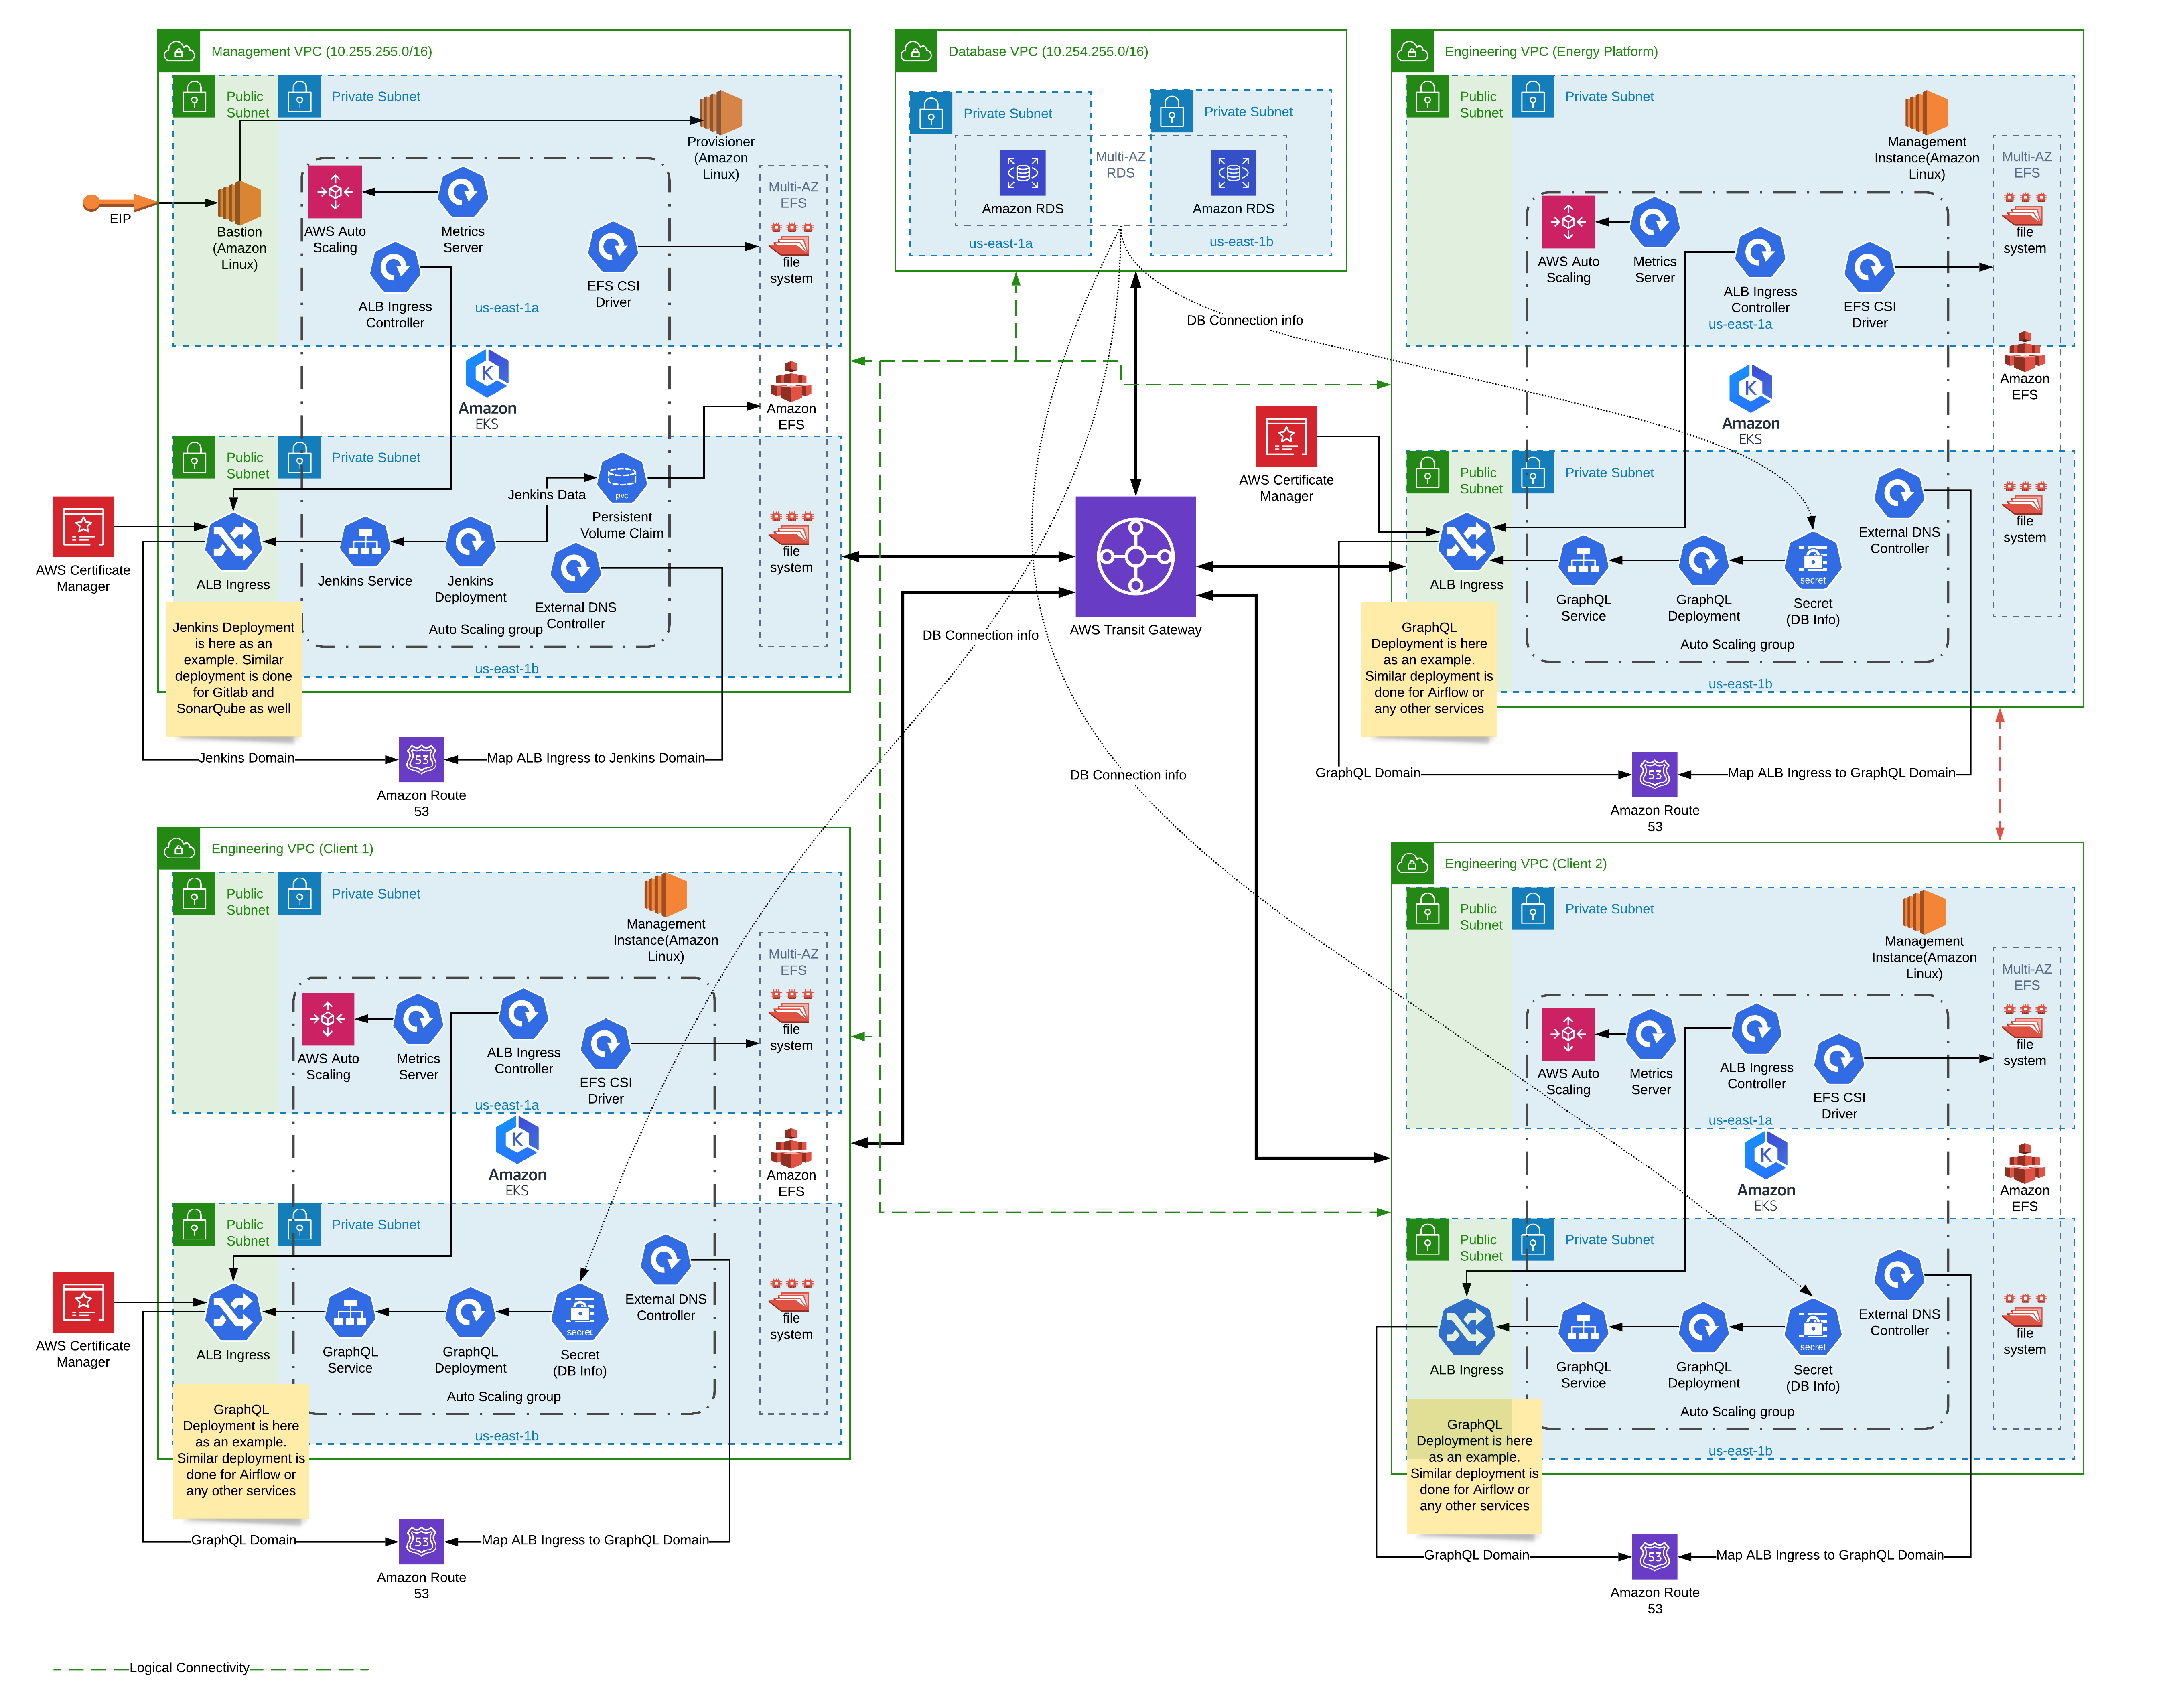 Management VPC (10.255.255.0/16)
Public
Subnet
Private Subnet
Provisioner
(Amazon
Linux)
EIP
Bastion
(Amazon
Linux)
AWS Auto
Scaling
Metrics
Server
ALB Ingress
Controller
EFS CSI
Driver
us-east-1a
Multi-AZ
EFS
file
system
Amazon
EKS
Amazon
EFS
Public
Subnet
Private Subnet
AWS Certificate
Manager
ALB Ingress
Jenkins Service
Jenkins
Deployment
Jenkins Data
pvc
Persistent
Volume Claim
External DNS
Controller
Auto Scaling group
file
system
us-east-1b
Jenkins Deployment
is here as an
example. Similar
deployment is done
for Gitlab and
SonarQube as well
Jenkins Domain
53
Map ALB Ingress to Jenkins Domain
Amazon Route
53
Database VPC (10.254.255.0/16)
Private Subnet
Private Subnet
Multi-AZ
RDS
Amazon RDS
Amazon RDS
us-east-1a
us-east-1b
DB Connection info
DB Connection info
DB Connection info
AWS Transit Gateway
Engineering VPC (Energy Platform)
Public
Subnet
Private Subnet
Management
Instance(Amazon
Linux)
Multi-AZ
EFS
file
system
AWS Auto
Scaling
Metrics
Server
ALB Ingress
Controller
EFS CSI
Driver
us-east-1a
Amazon
EKS
Amazon
EFS
AWS Certificate
Manager
Public
Subnet
Private Subnet
ALB Ingress
GraphQL
Service
GraphQL
Deployment
secret
Secret
(DB Info)
External DNS
Controller
file
system
Auto Scaling group
us-east-1b
GraphQL
Deployment is here
as an example.
Similar deployment is
done for Airflow or
any other services
GraphQL Domain
53
Map ALB Ingress to GraphQL Domain
Amazon Route
53
Engineering VPC (Client 1)
Public
Subnet
Private Subnet
Management
Instance(Amazon
Linux)
Multi-AZ
EFS
file
system
AWS Auto
Scaling
Metrics
Server
ALB Ingress
Controller
EFS CSI
Driver
us-east-1a
Amazon
EKS
Amazon
EFS
Public
Subnet
Private Subnet
AWS Certificate
Manager
ALB Ingress
GraphQL
Service
GraphQL
Deployment
secret
Secret
(DB Info)
External DNS
Controller
file
system
Auto Scaling group
us-east-1b
GraphQL
Deployment is here
as an example.
Similar deployment is
done for Airflow or
any other services
GraphQL Domain
53
Map ALB Ingress to GraphQL Domain
Amazon Route
53
Engineering VPC (Client 2)
Public
Subnet
Private Subnet
Management
Instance(Amazon
Linux)
Multi-AZ
EFS
file
system
AWS Auto
Scaling
Metrics
Server
ALB Ingress
Controller
EFS CSI
Driver
us-east-1a
Amazon
EKS
Amazon
EFS
Public
Subnet
Private Subnet
ALB Ingress
GraphQL
Service
GraphQL
Deployment
secret
Secret
(DB Info)
External DNS
Controller
file
system
Auto Scaling group
us-east-1b
GraphQL
Deployment is here
as an example.
Similar deployment is
done for Airflow or
any other services
GraphQL Domain
53
Map ALB Ingress to GraphQL Domain
Amazon Route
53
Logical Connectivity